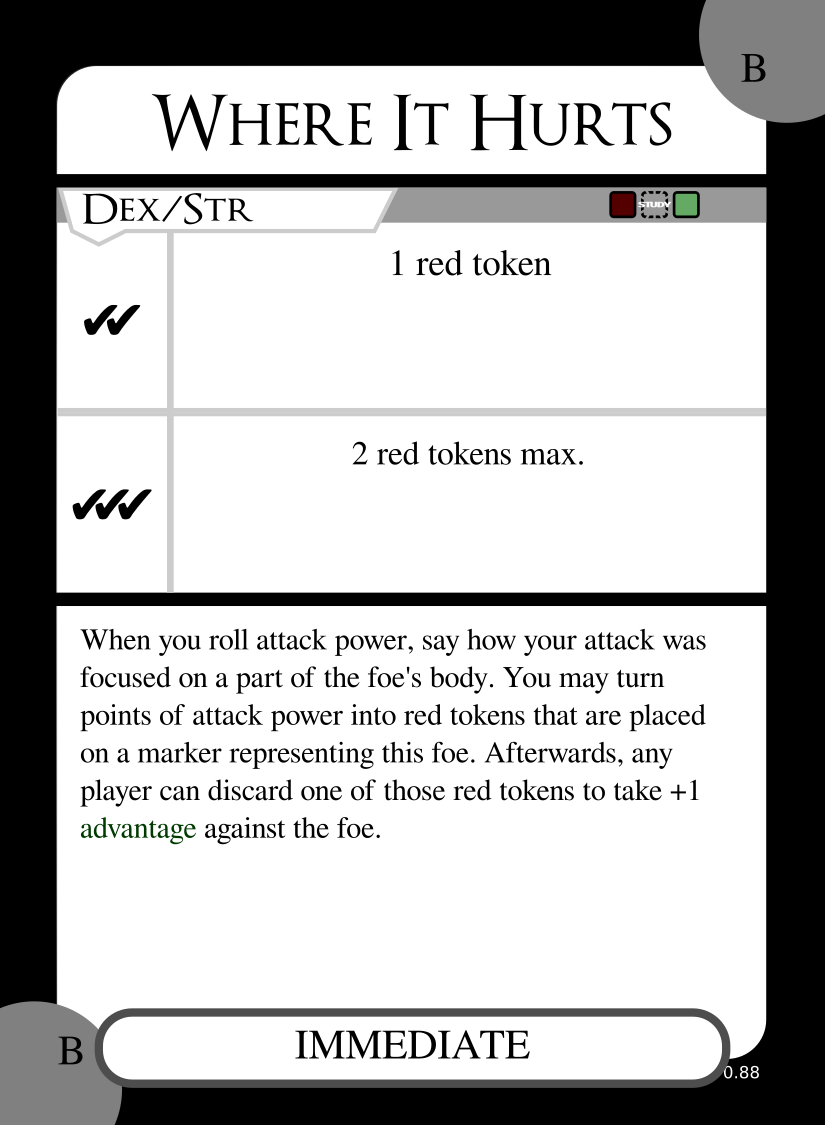 B
WHERE IT HURTS
DEX/STR
STUDY
✔✔
1 red token
✔✔✔
2 red tokens max.
When you roll attack power, say how your attack was
focused on a part of the foe's body. You may turn
points of attack power into red tokens that are placed
on a marker representing this foe. Afterwards, any
player can discard one of those red tokens to take +1
advantage against the foe.
B
IMMEDIATE
0.88